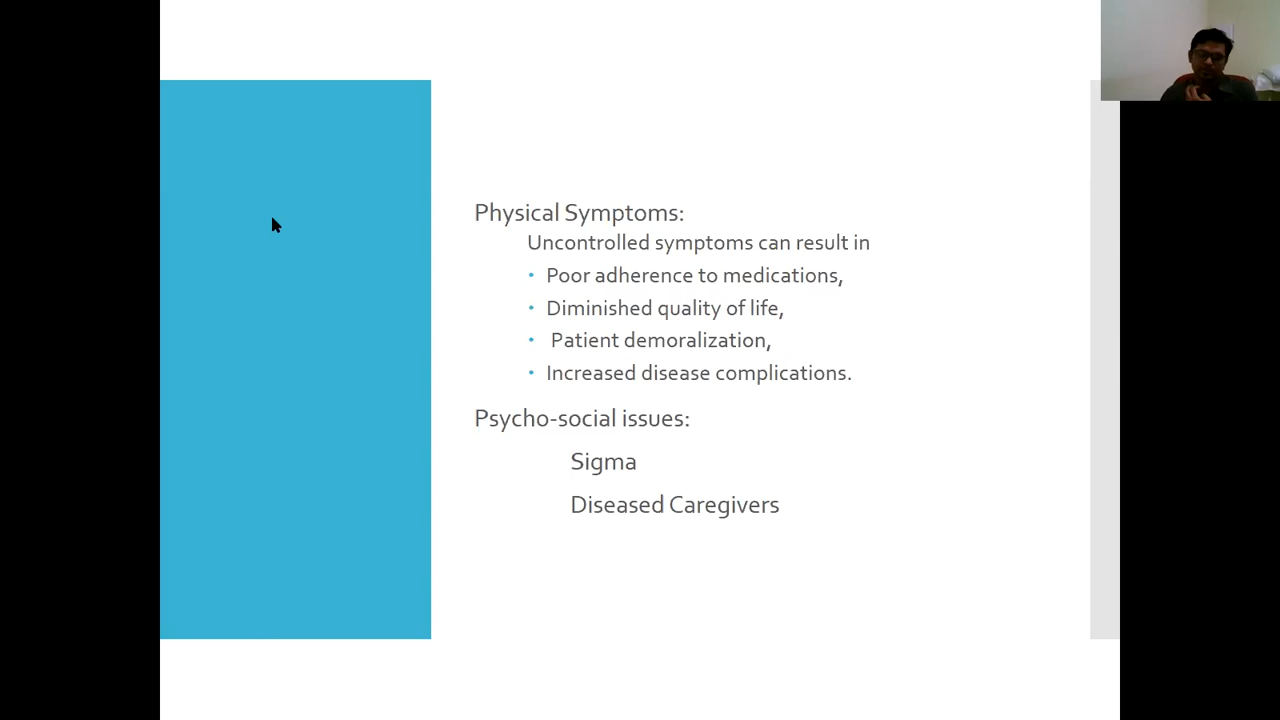 Physical Symptoms:
Uncontrolled symptoms can result in
• Poor adherence to medications,
• Diminished quality of life,
• Patient demoralization,
• Increased disease complications.
Psycho-social issues:
Sigma
Diseased Caregivers